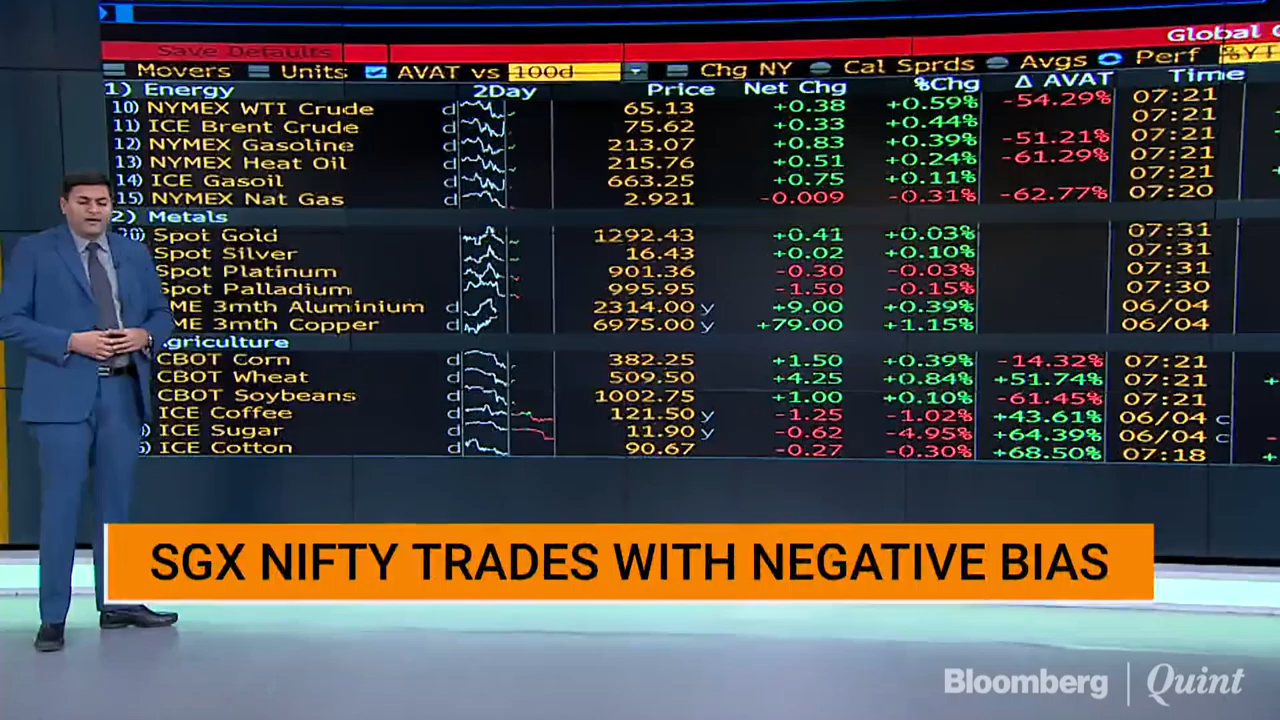 Global
Save Defaults
Movers Units AVAT vs 100d Chg NY Cal Sprds Avgs Perf %YT
1) Energy 2Day Price Net Chg %Chg Δ AVAT Time
10) NYMEX WTI Crude d 65.13 +0.38 +0.59% -54.29% 07:21
11) ICE Brent Crude 75.62 +0.33 +0.44% 07:21
12) NYMEX Gasoline d 213.07 +0.83 +0.39% -51.21% 07:21
13) NYMEX Heat Oil d 215.76 +0.51 +0.24% -61.29% 07:21
14) ICE Gasoil d 663.25 +0.75 +0.11% 07:21
15) NYMEX Nat Gas d 2.921 -0.009 -0.31% -62.77% 07:20
2) Metals
20) Spot Gold 1292.43 +0.41 +0.03% 07:31
Spot Silver 16.43 +0.02 +0.10% 07:31
Spot Platinum 901.36 -0.30 -0.03% 07:31
Spot Palladium 995.95 -1.50 -0.15% 07:30
ME 3mth Aluminium d 2314.00 y +9.00 +0.39% 06/04
ME 3mth Copper d 6975.00 y +79.00 +1.15% 06/04
griculture
CBOT Corn d 382.25 +1.50 +0.39% -14.32% 07:21
CBOT Wheat d 509.50 +4.25 +0.84% +51.74% 07:21
CBOT Soybeans d 1002.75 +1.00 +0.10% -61.45% 07:21
ICE Coffee d 121.50 y -1.25 -1.02% +43.61% 06/04 c
) ICE Sugar d 11.90 y -0.62 -4.95% +64.39% 06/04 c
) ICE Cotton d 90.67 -0.27 -0.30% +68.50% 07:18
SGX NIFTY TRADES WITH NEGATIVE BIAS
Bloomberg | Quint